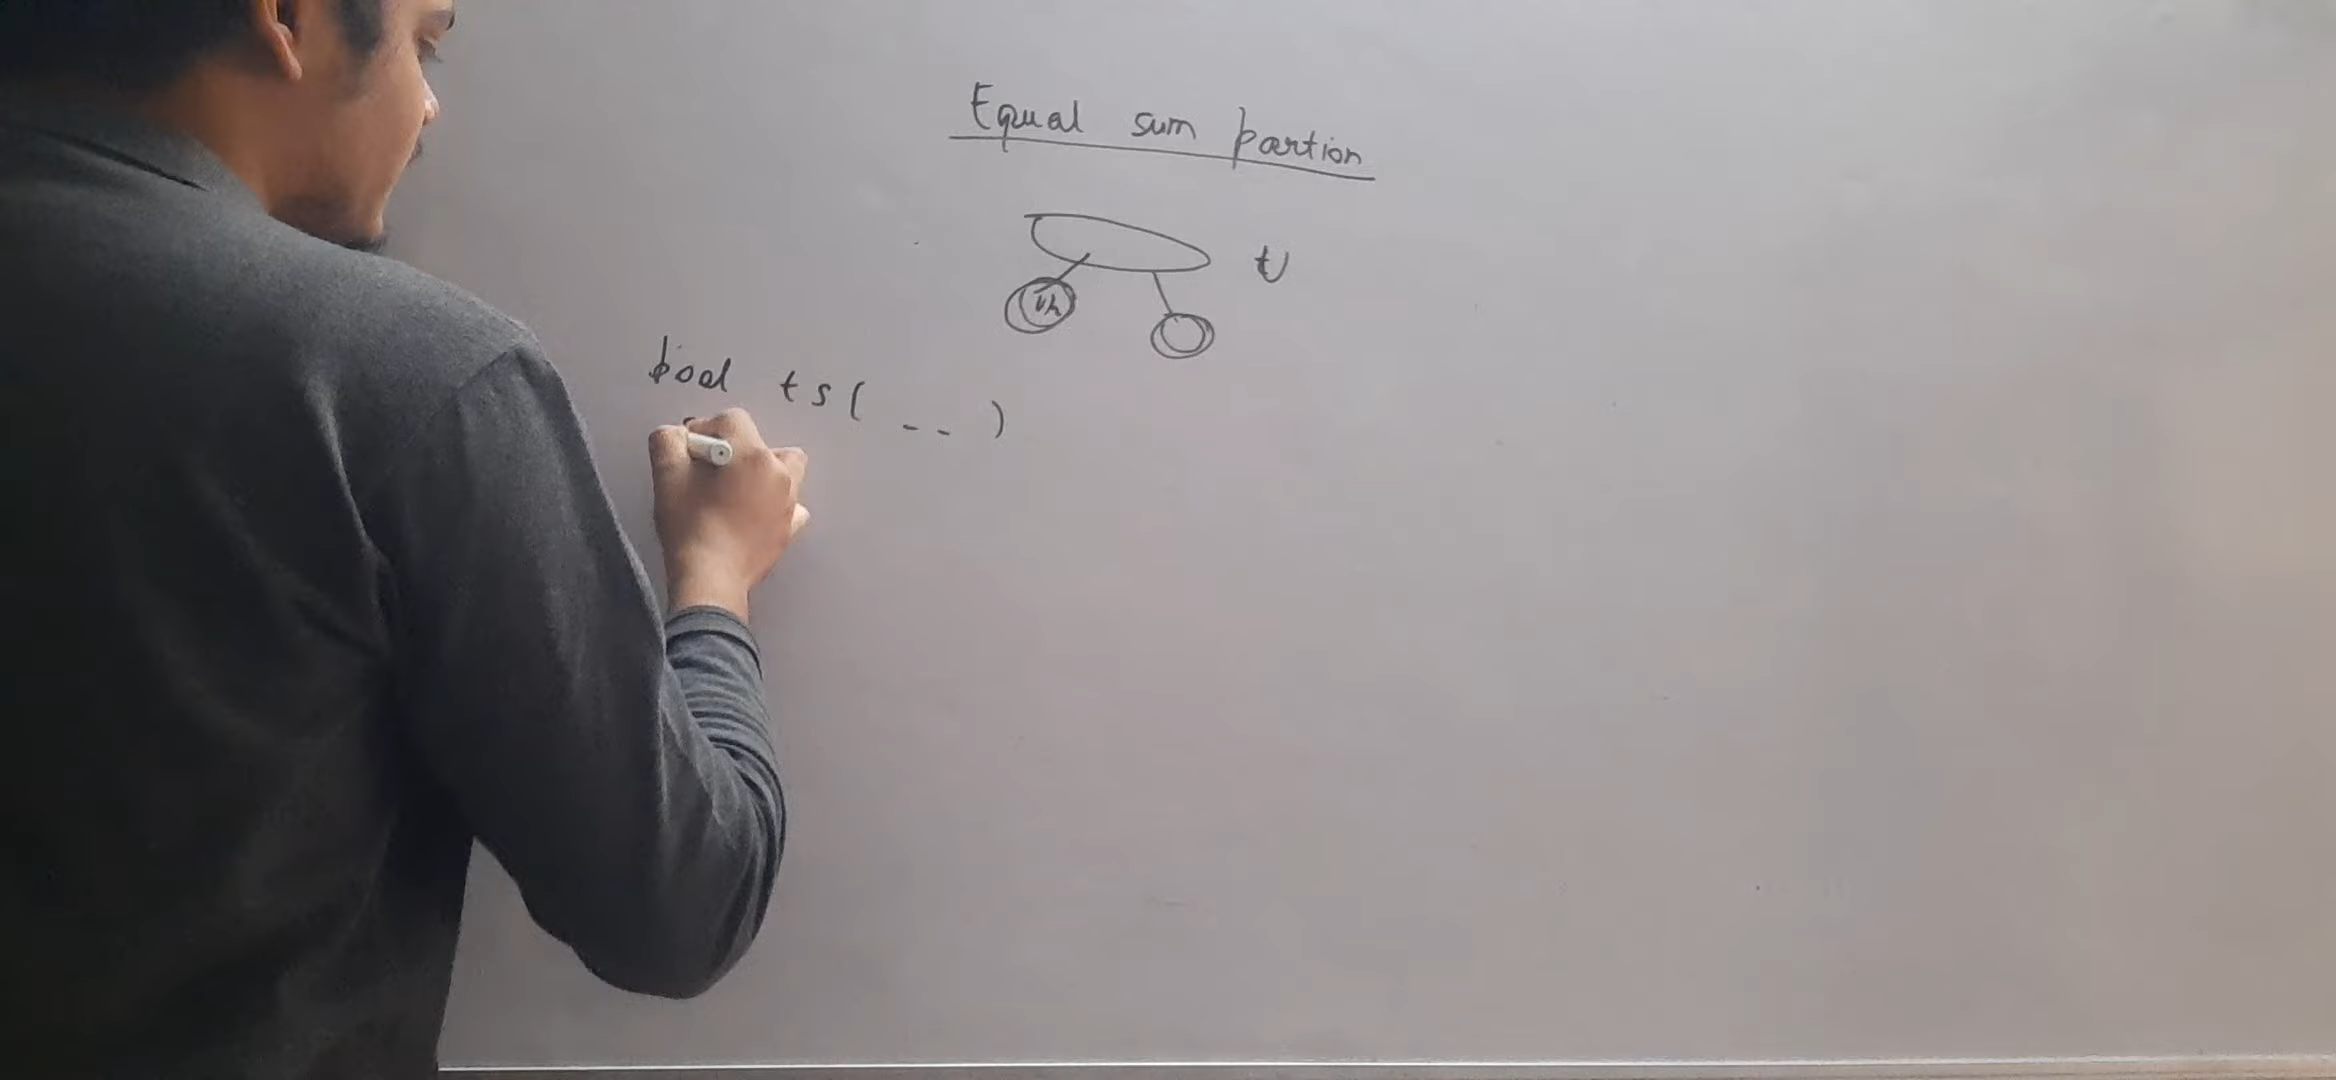 Equal sum partion
bool ts( -- )